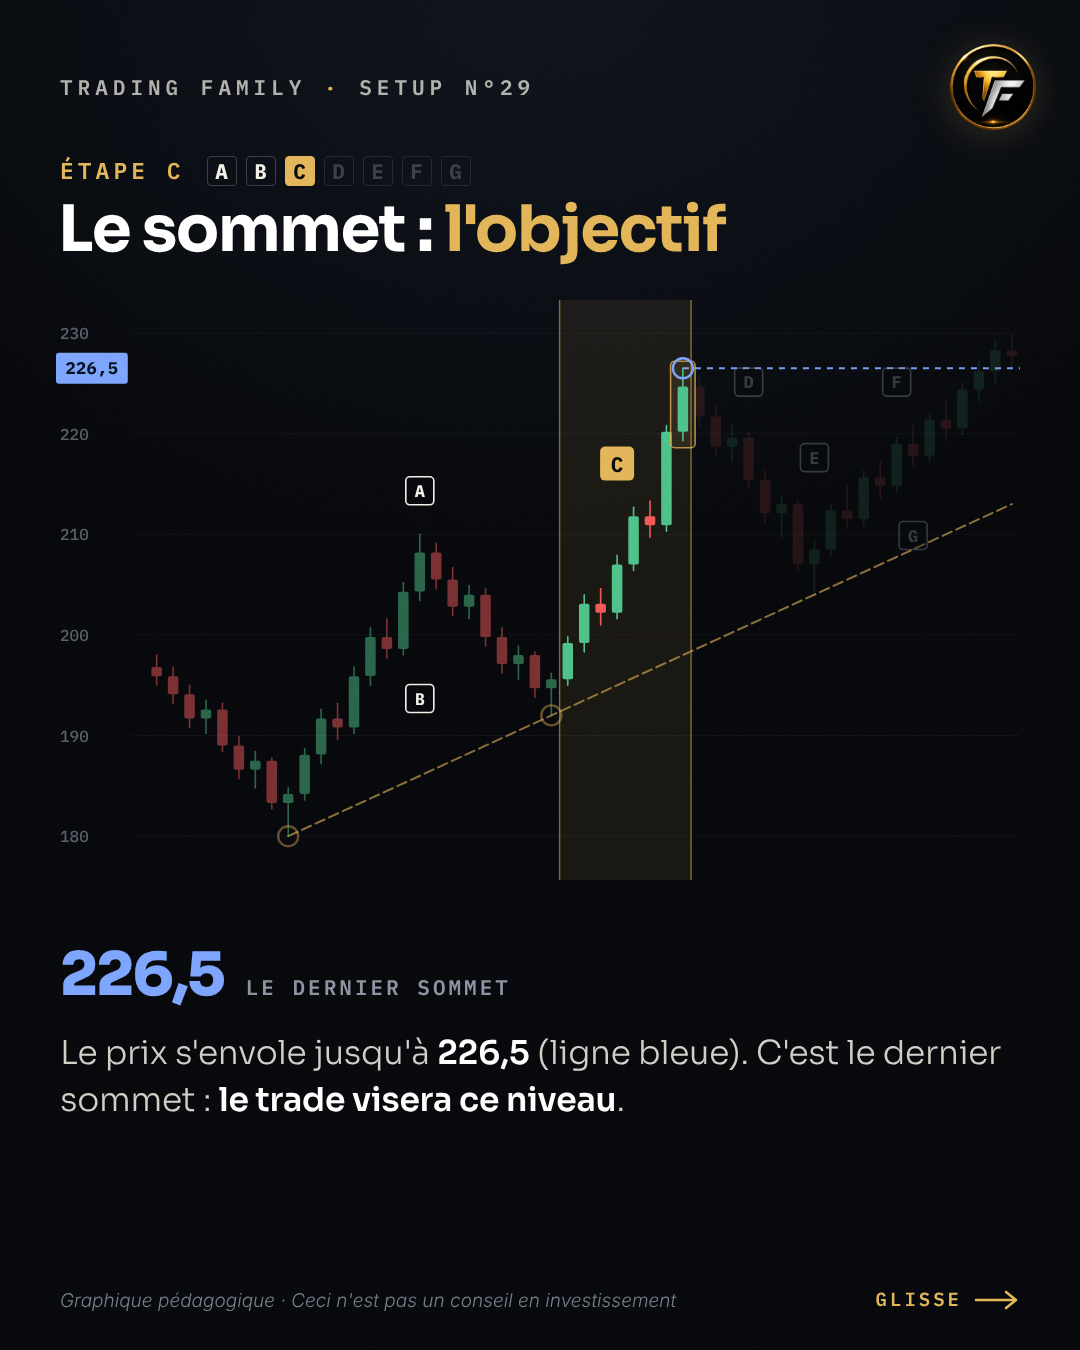 TRADING FAMILY · SETUP N°29
TF
ÉTAPE C A B C D E F G
Le sommet : l'objectif
230
226,5
D F
220
C E
A
210
G
200
B
190
180
226,5 LE DERNIER SOMMET
Le prix s'envole jusqu'à 226,5 (ligne bleue). C'est le dernier
sommet : le trade visera ce niveau.
Graphique pédagogique · Ceci n'est pas un conseil en investissement
GLISSE